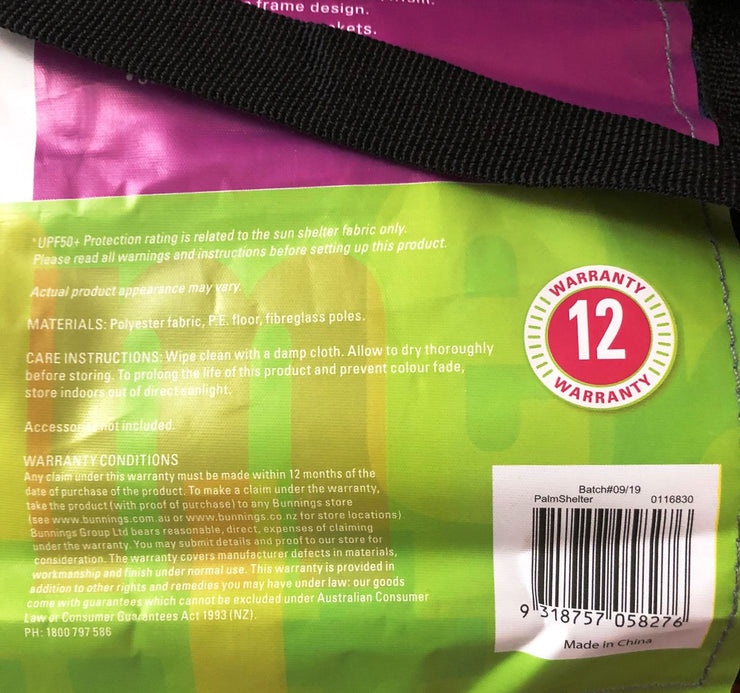 frame design.
kets.
*UPF50+ Protection rating is related to the sun shelter fabric only.
Please read all warnings and instructions before setting up this product.
Actual product appearance may vary.
MATERIALS: Polyester fabric, P.E. floor, fibreglass poles.
CARE INSTRUCTIONS: Wipe clean with a damp cloth. Allow to dry thoroughly
before storing. To prolong the life of this product and prevent colour fade,
store indoors out of direct sunlight.
not included.
WARRANTY CONDITIONS
Any claim under this warranty must be made within 12 months of the
date of purchase of the product. To make a claim under the warranty,
take the product (with proof of purchase) to any Bunnings store
(see www.bunnings.com.au or www.bunnings.co.nz for store locations).
Bunnings Group Ltd bears reasonable, direct, expenses of claiming
under the warranty. You may submit details and proof to our store for
consideration. The warranty covers manufacturer defects in materials,
workmanship and finish under normal use. This warranty is provided in
addition to other rights and remedies you may have under law: our goods
come with guarantees which cannot be excluded under Australian Consumer
Law or Consumer Guarantees Act 1993 (NZ).
PH: 1800 797 586
WARRANTY
12
WARRANTY
Batch#09/19
PalmShelter 0116830
9 318757 058276
Made in China